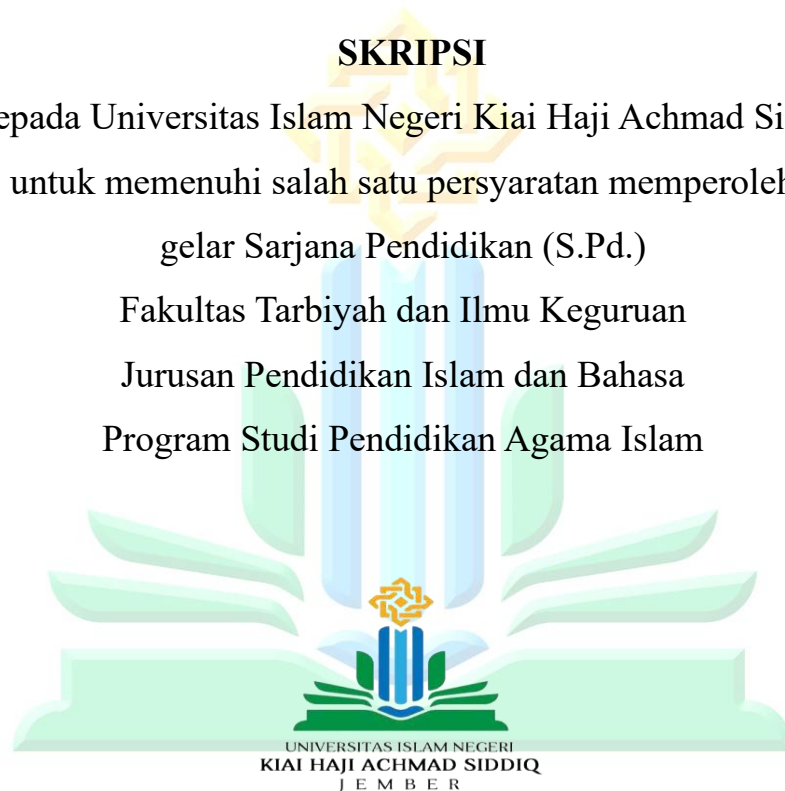 SKRIPSI
epada Universitas Islam Negeri Kiai Haji Achmad Si
untuk memenuhi salah satu persyaratan memperoleh
gelar Sarjana Pendidikan (S.Pd.)
Fakultas Tarbiyah dan Ilmu Keguruan
Jurusan Pendidikan Islam dan Bahasa
Program Studi Pendidikan Agama Islam
UNIVERSITAS ISLAM NEGERI
KIAI HAJI ACHMAD SIDDIQ
JEMBER